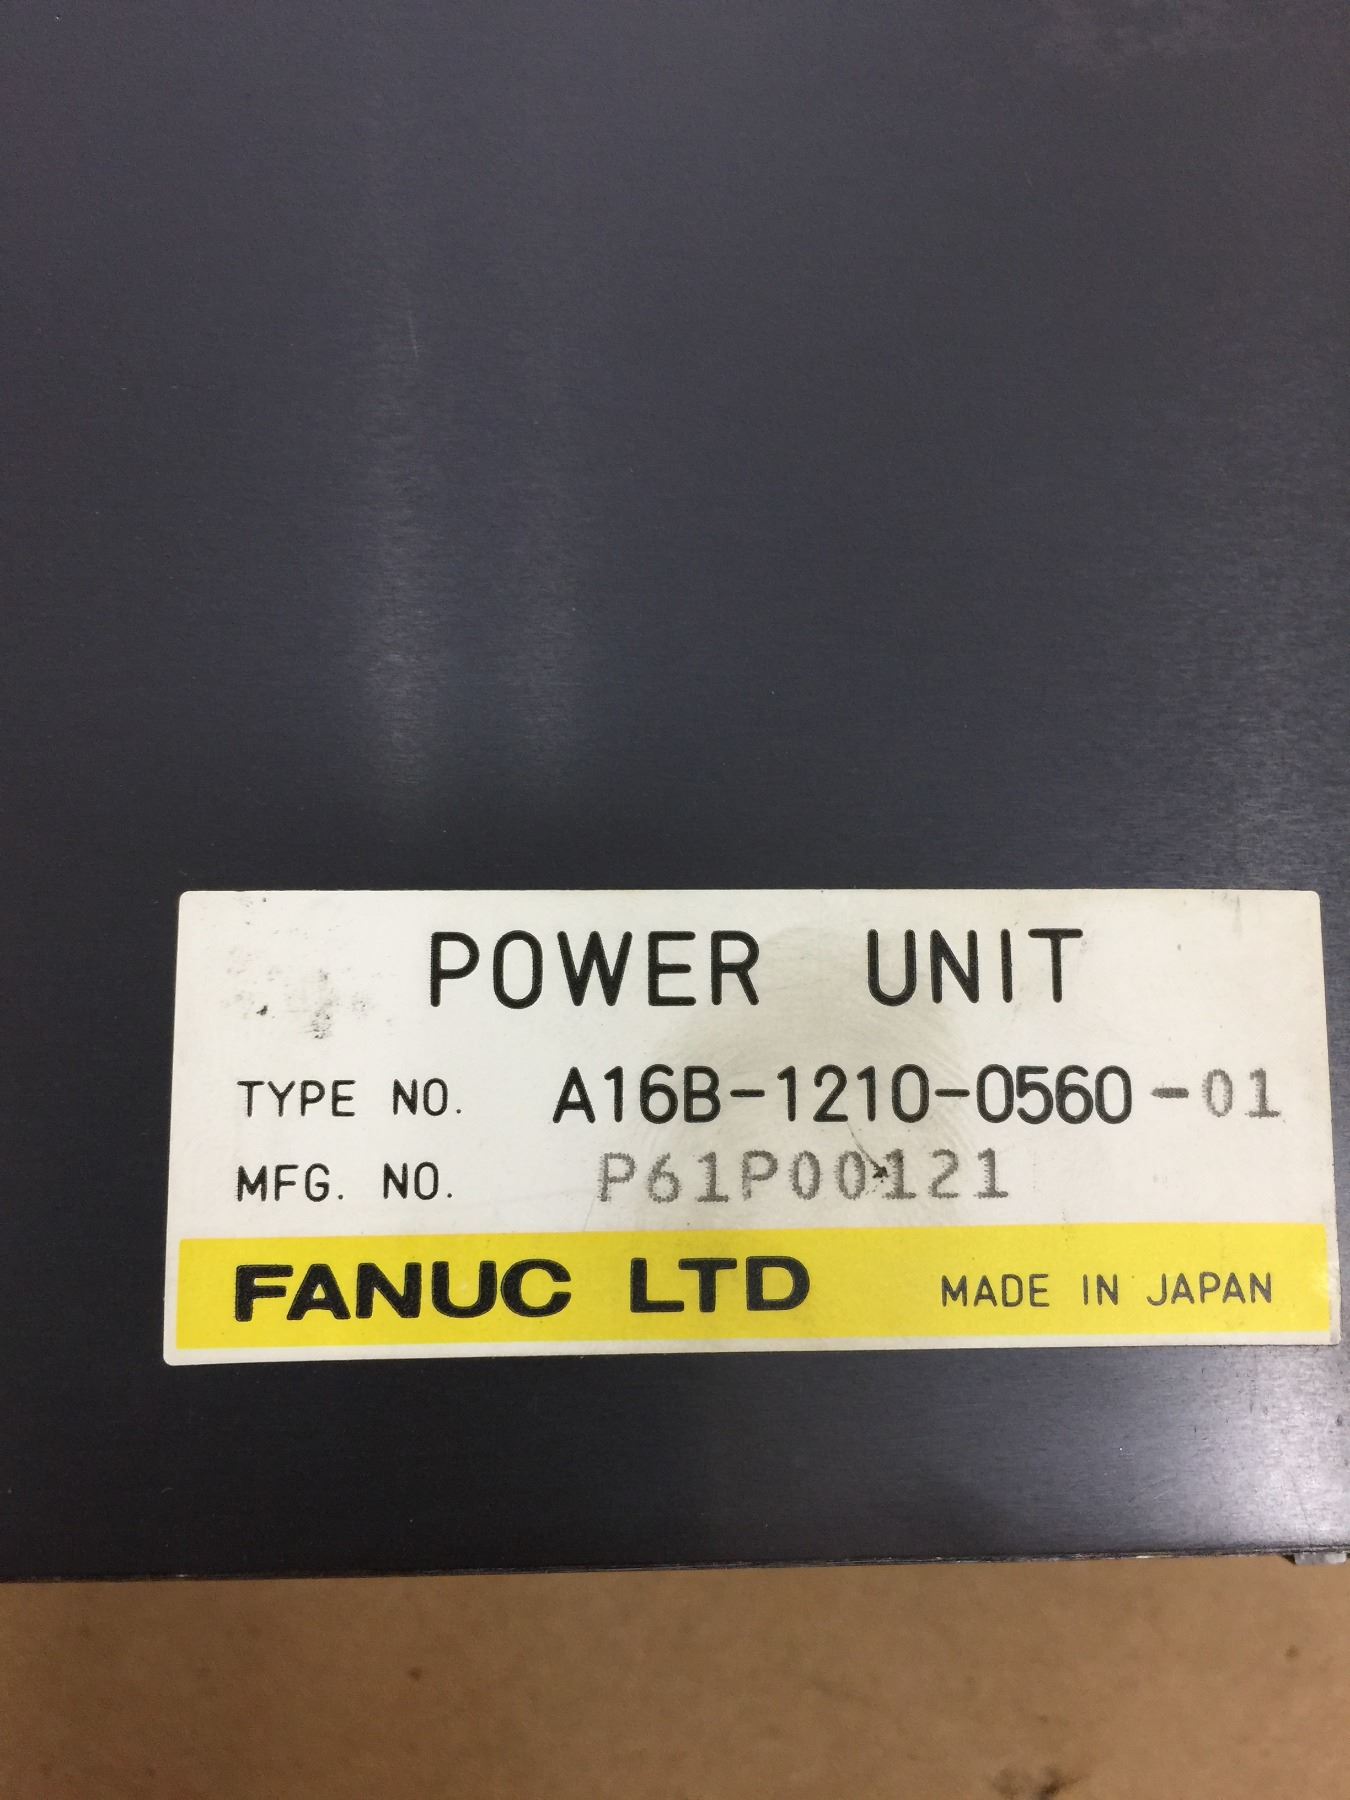 POWER UNIT
TYPE NO. A16B-1210-0560-01
MFG. NO. P61P00121
FANUC LTD MADE IN JAPAN